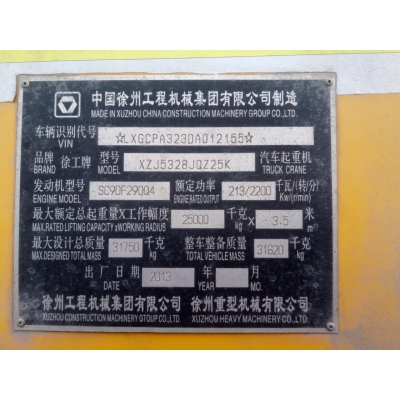 中国徐州工程机械集团有限公司制造
MADE IN XUZHOU CHINA CONSTRUCTION MACHINERY GROUP CO., LTD.
车辆识别代号 ☆LXGCPA323DA012155☆
VIN
品牌 徐工牌 型号 XZJ5328JQZ25K 汽车起重机
BRAND MODEL TRUCK CRANE
发动机型号 SC9DF290Q4 额定功率 213/2200 千瓦/(转/分)
ENGINE MODEL ENGINE RATED OUTPUT Kw/(r/min)
最大额定总起重量X工作幅度 25000 千克 X 3.5 米
MAX.RATED LIFTING CAPACITY xWORKING RADIUS kg m
最大设计总质量 31750 千克 整车整备质量 31620 千克
MAX.DESIGNED TOTAL MASS kg TOTAL VEHICLE MASS kg
出厂日期 2013 年 月
DATE YEAR MO.
徐州工程机械集团有限公司 徐州重型机械有限公司
XUZHOU CONSTRUCTION MACHINERY GROUP CO.,LTD. XUZHOU HEAVY MACHINERY CO.,LTD.